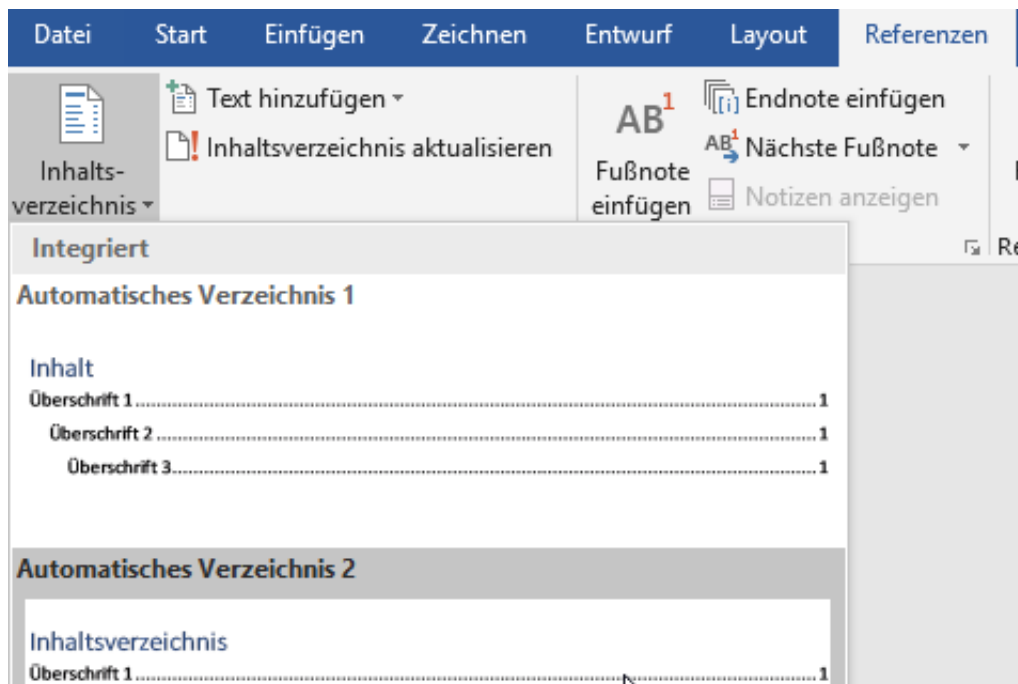 Datei Start Einfügen Zeichnen Entwurf Layout Referenzen
Text hinzufügen
Inhaltsverzeichnis aktualisieren
Inhalts-
verzeichnis
AB1
Fußnote
einfügen
[i] Endnote einfügen
AB1 Nächste Fußnote
Notizen anzeigen
Re
Integriert
Automatisches Verzeichnis 1
Inhalt
Überschrift 1........................................1
Überschrift 2........................................1
Überschrift 3........................................1
Automatisches Verzeichnis 2
Inhaltsverzeichnis
Überschrift 1........................................1